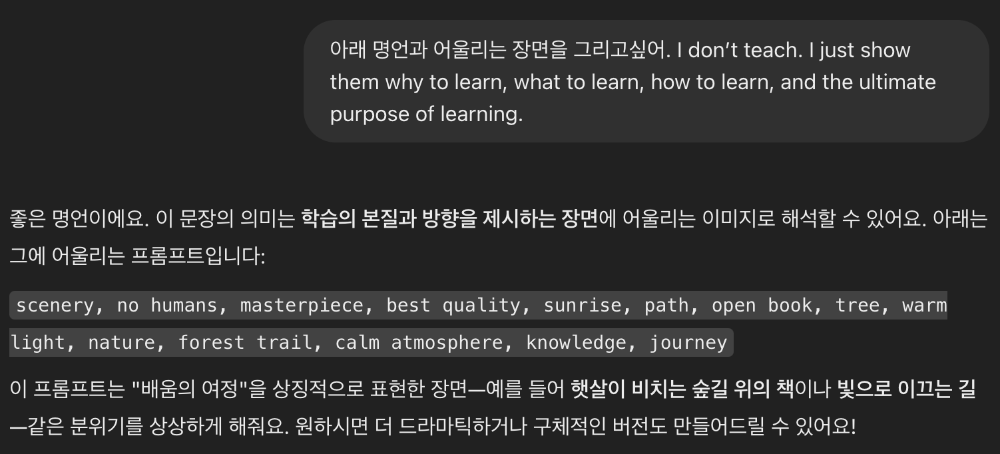 아래 명언과 어울리는 장면을 그리고싶어. I don’t teach. I just show
them why to learn, what to learn, how to learn, and the ultimate
purpose of learning.
좋은 명언이에요. 이 문장의 의미는 학습의 본질과 방향을 제시하는 장면에 어울리는 이미지로 해석할 수 있어요. 아래는
그에 어울리는 프롬프트입니다:
scenery, no humans, masterpiece, best quality, sunrise, path, open book, tree, warm
light, nature, forest trail, calm atmosphere, knowledge, journey
이 프롬프트는 "배움의 여정"을 상징적으로 표현한 장면—예를 들어 햇살이 비치는 숲길 위의 책이나 빛으로 이끄는 길
—같은 분위기를 상상하게 해줘요. 원하시면 더 드라마틱하거나 구체적인 버전도 만들어드릴 수 있어요!